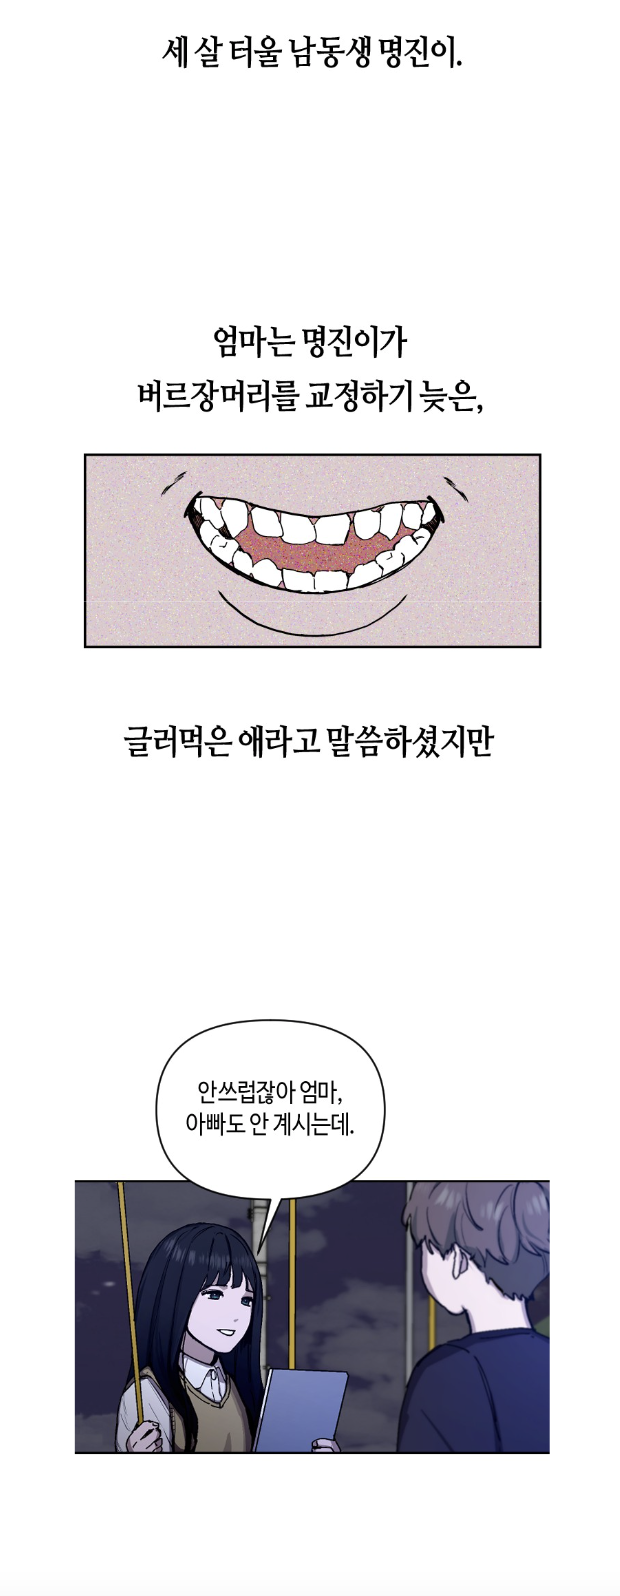 세 살 터울 남동생 명진이.
엄마는 명진이가
버르장머리를 교정하기 늦은,
글러먹은 애라고 말씀하셨지만
안쓰럽잖아 엄마,
아빠도 안 계시는데.